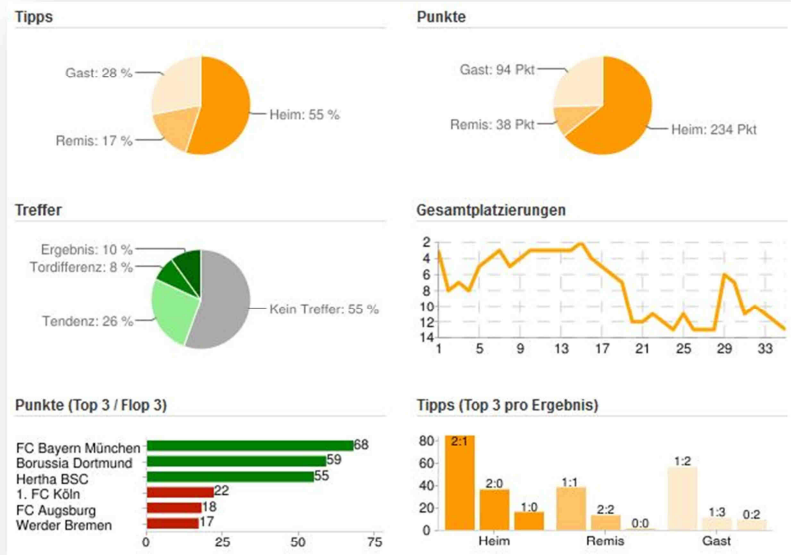 Tipps
Gast: 28 %
Heim: 55 %
Remis: 17 %
Punkte
Gast: 94 Pkt
Remis: 38 Pkt
Heim: 234 Pkt
Treffer
Ergebnis: 10 %
Tordifferenz: 8 %
Kein Treffer: 55 %
Tendenz: 26 %
Gesamtplatzierungen
2
4
6
8
10
12
14
1 5 9 13 17 21 25 29 33
Punkte (Top 3 / Flop 3)
FC Bayern München 68
Borussia Dortmund 59
Hertha BSC 55
1. FC Köln 22
FC Augsburg 18
Werder Bremen 17
0 25 50 75
Tipps (Top 3 pro Ergebnis)
80
60
40
20
0
2:1 2:0 1:0 1:1 2:2 0:0 1:2 1:3 0:2
Heim Remis Gast